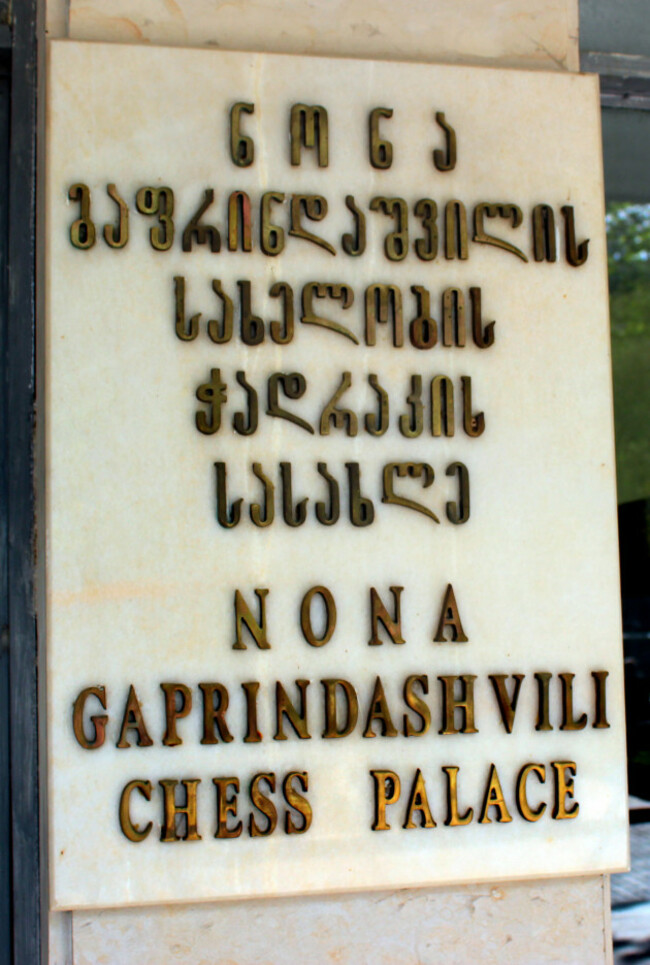 ნონა
გაფრინდაშვილის
სახელობის
ჭადრაკის
სასახლე
NONA
GAPRINDASHVILI
CHESS PALACE